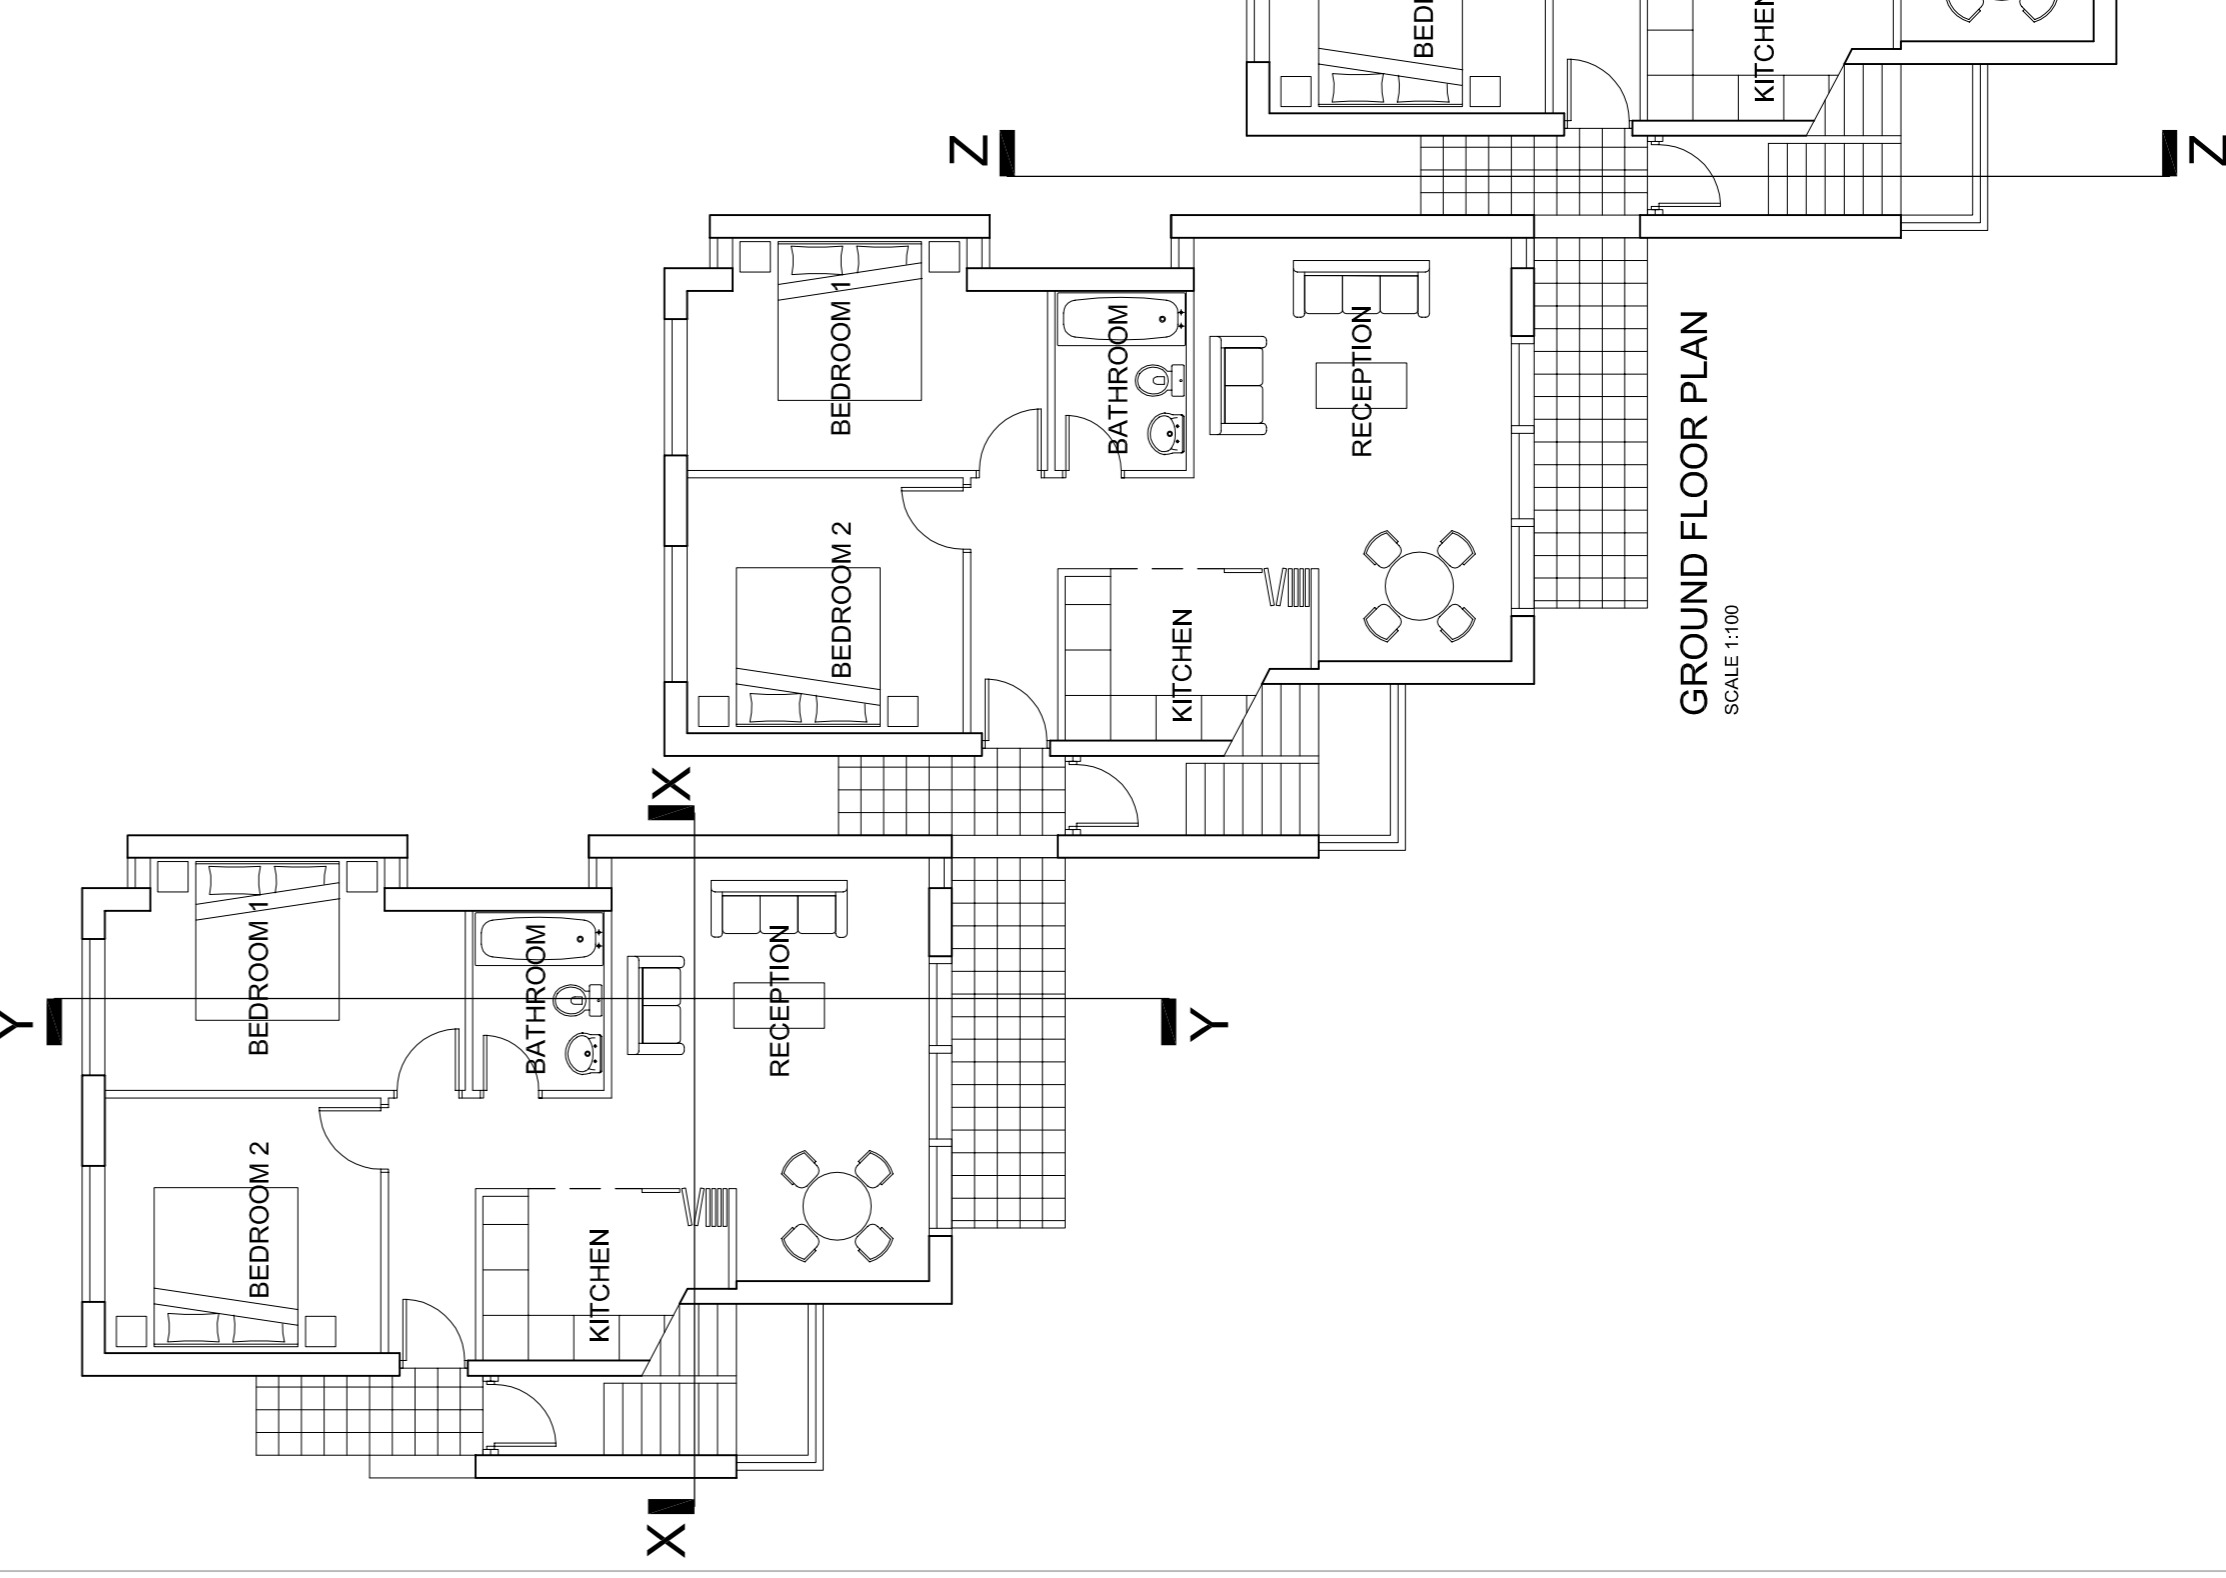 Y
BEDROOM 1
BEDROOM 2
BATHROOM
KITCHEN
RECEPTION
X
X
Y
BEDROOM 1
BEDROOM 2
BATHROOM
KITCHEN
RECEPTION
Z
Z
KITCHEN
GROUND FLOOR PLAN
SCALE 1:100